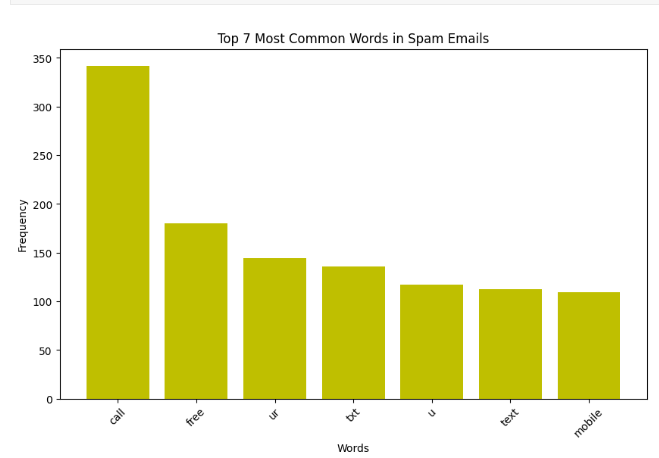 Top 7 Most Common Words in Spam Emails
350
300
250
200
150
100
50
0
Frequency
call
free
ur
txt
u
text
mobile
Words